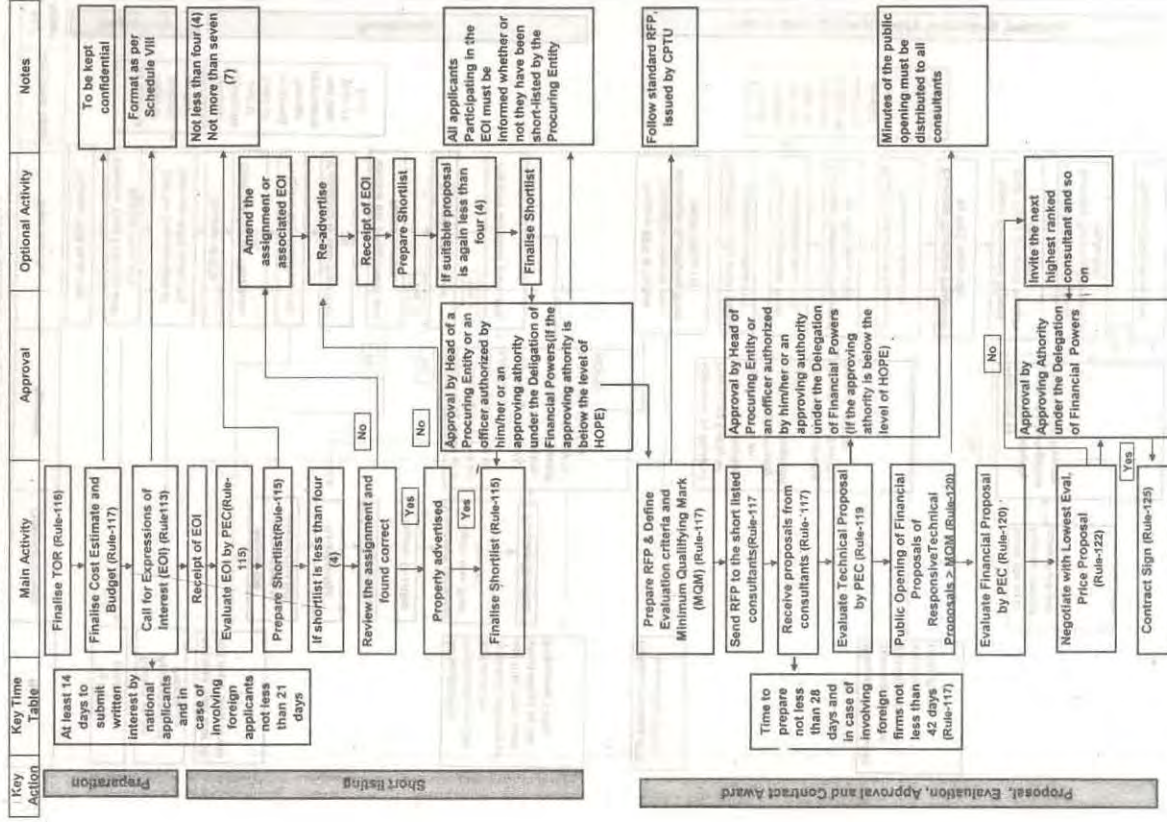 Key
Action
Key Time
Table
Main Activity
Approval
Optional Activity
Notes
Preparation
Finalise TOR (Rule-116)
Finalise Cost Estimate and
Budget (Rule-117)
To be kept
confidential
Call for Expressions of
Interest (EOI) (Rule113)
Format as per
Schedule VIII
At least 14
days to
submit
written
interest by
national
applicants
and in
case of
involving
foreign
applicants
not less
than 21
days
Short listing
Receipt of EOI
Evaluate EOI by PEC(Rule-
115)
Prepare Shortlist(Rule-115)
Not less than four (4)
Not more than seven
(7)
If shortlist is less than four
(4)
Review the assignment and
found correct
No
Amend the
assignment or
associated EOI
Yes
Properly advertised
No
Re-advertise
Receipt of EOI
Prepare Shortlist
If suitable proposal
is again less than
four (4)
Finalise Shortlist
Yes
Finalise Shortlist (Rule-115)
Approval by Head of a
Procuring Entity or an
officer authorized by
him/her or an
approving athority
under the Deligation of
Financial Powers(if the
approving athority is
below the level of
HOPE)
All applicants
Participating in the
EOI must be
informed whether or
not they have been
short-listed by the
Procuring Entity
Proposal, Evaluation, Approval and Contract Award
Prepare RFP & Define
Evaluation criteria and
Minimum Qualifying Mark
(MQM) (Rule-117)
Follow standard RFP,
issued by CPTU
Send RFP to the short listed
consultants(Rule-117
Receive proposals from
consultants (Rule-'117)
Time to
prepare
not less
than 28
days and
in case of
involving
foreign
firms not
less than
42 days
(Rule-117)
Evaluate Technical Proposal
by PEC (Rule-119
Approval by Head of
Procuring Entity or
an officer authorized
by him/her or an
approving authority
under the Delegation
of Financial Powers
(if the approving
athority is below the
level of HOPE)
Public Opening of Financial
Proposals of
ResponsiveTechnical
Proposals > MQM (Rule-120)
Minutes of the public
opening must be
distributed to all
consultants
Evaluate Financial Proposal
by PEC (Rule-120)
Negotiate with Lowest Eval.
Price Proposal
(Rule-122)
Approval by
Approving Athority
under the Delegation
of Financial Powers
No
Invite the next
highest ranked
consultant and so
on
Yes
Contract Sign (Rule-125)